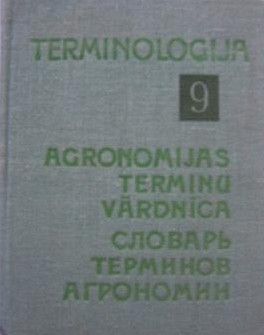 TERMINOLOĢIJA
9
AGRONOMIJAS
TERMINU
VĀRDNĪCA
СЛОВАРЬ
ТЕРМИНОВ
АГРОНОМИИ